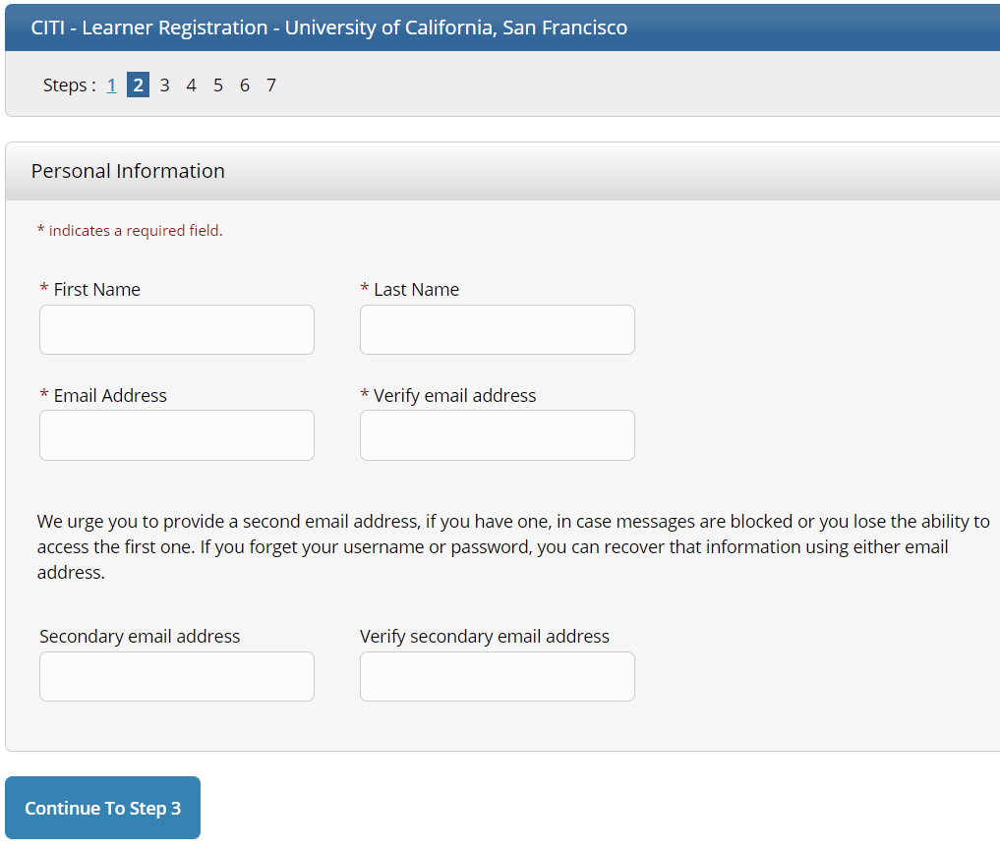 CITI - Learner Registration - University of California, San Francisco
Steps : 1 2 3 4 5 6 7
Personal Information
* indicates a required field.
* First Name
* Last Name
* Email Address
* Verify email address
We urge you to provide a second email address, if you have one, in case messages are blocked or you lose the ability to
access the first one. If you forget your username or password, you can recover that information using either email
address.
Secondary email address
Verify secondary email address
Continue To Step 3